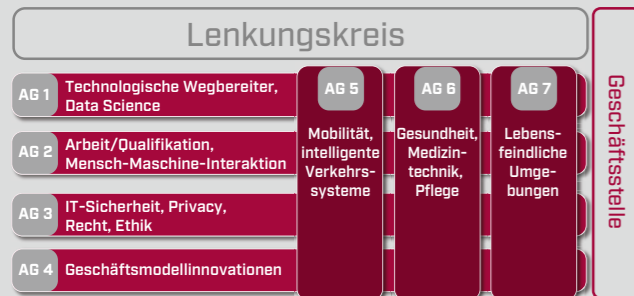 Lenkungskreis
AG 1
Technologische Wegbereiter,
Data Science
AG 2
Arbeit/Qualifikation,
Mensch-Maschine-Interaktion
AG 3
IT-Sicherheit, Privacy,
Recht, Ethik
AG 4
Geschäftsmodellinnovationen
AG 5
Mobilität,
intelligente
Verkehrs-
systeme
AG 6
Gesundheit,
Medizin-
technik,
Pflege
AG 7
Lebens-
feindliche
Umge-
bungen
Geschäftsstelle